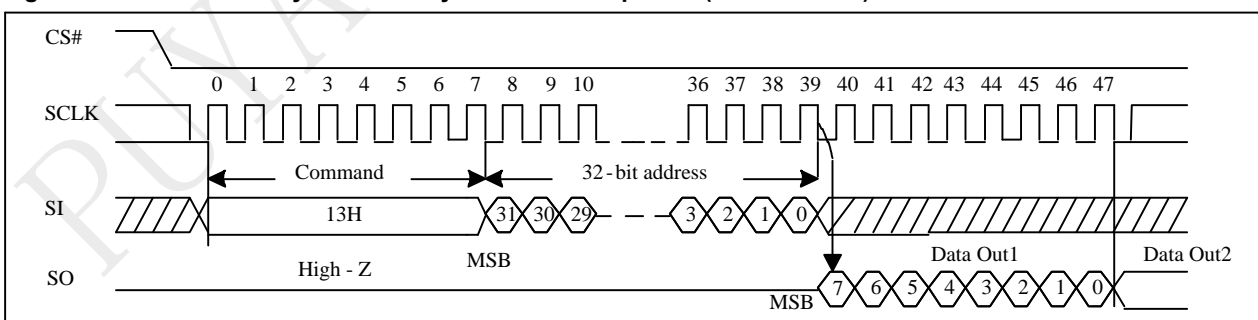 CS#
0 1 2 3 4 5 6 7 8 9 10 36 37 38 39 40 41 42 43 44 45 46 47
SCLK
Command 32-bit address
SI 13H 31 30 29 3 2 1 0
High - Z MSB Data Out1 Data Out2
SO MSB 7 6 5 4 3 2 1 0
PUYA